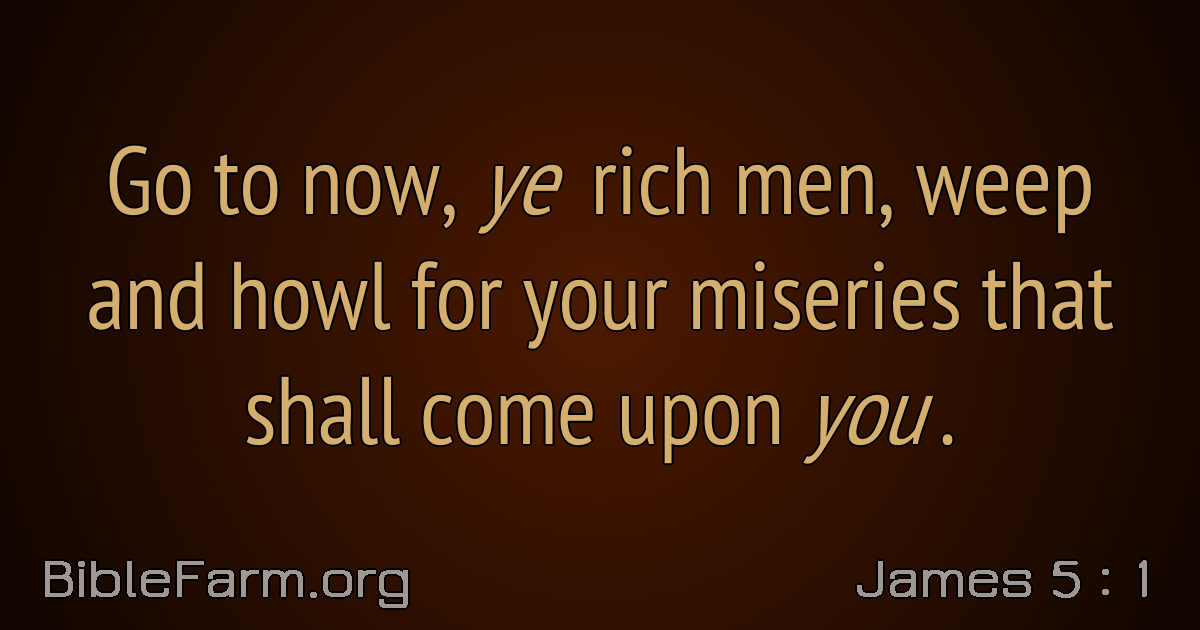 Go to now, ye rich men, weep
and howl for your miseries that
shall come upon you.
BibleFarm.org
James 5 : 1